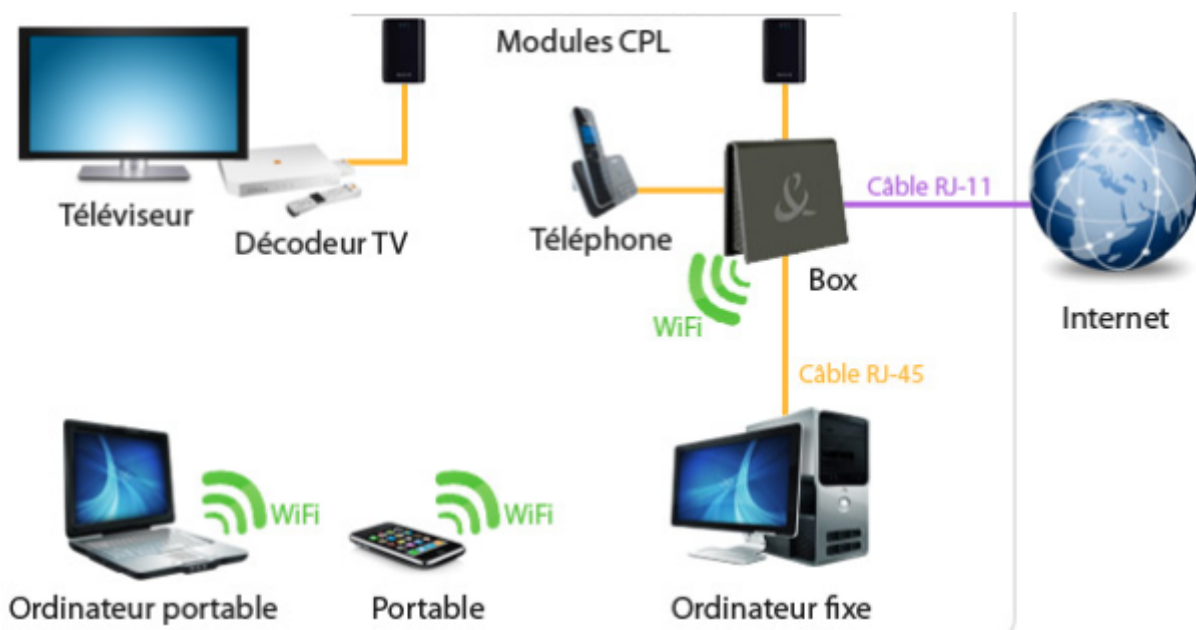 Modules CPL
Téléviseur
Décodeur TV
Téléphone
Câble RJ-11
Box
WiFi
Internet
Câble RJ-45
WiFi
WiFi
Ordinateur portable
Portable
Ordinateur fixe